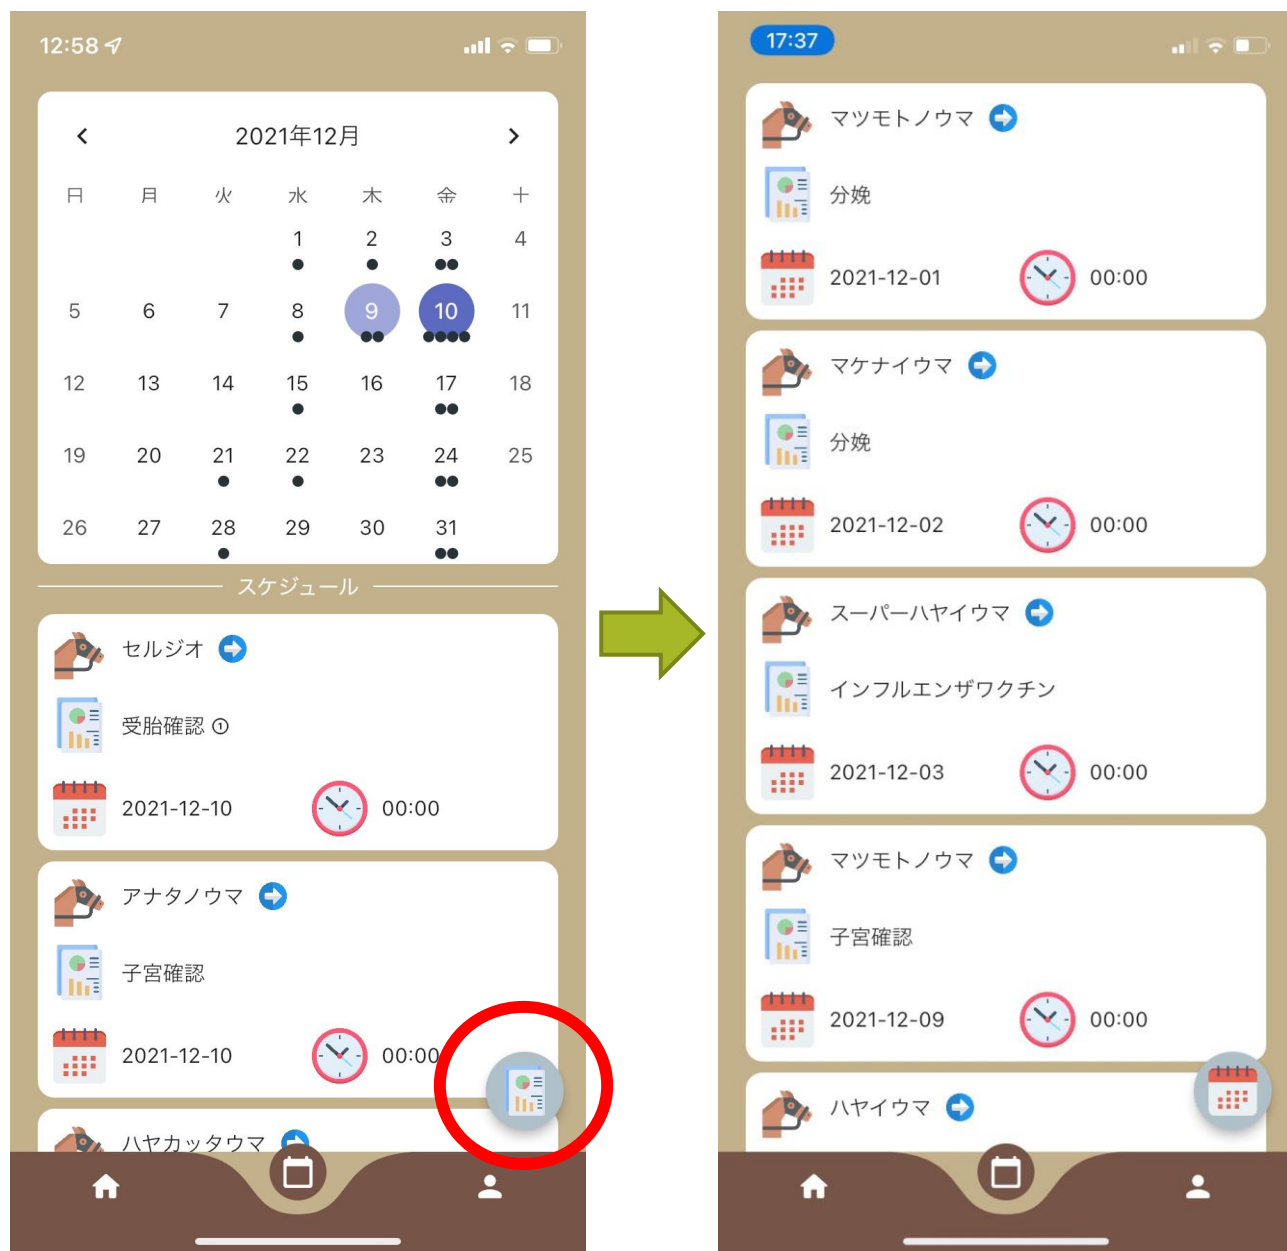 12:58
2021年12月
日 月 火 水 木 金 土
1 2 3 4
5 6 7 8 9 10 11
12 13 14 15 16 17 18
19 20 21 22 23 24 25
26 27 28 29 30 31
スケジュール
セルジオ
受胎確認 ①
2021-12-10 00:00
アナタノウマ
子宮確認
2021-12-10 00:00
ハヤカッタウマ
17:37
マツモトノウマ
分娩
2021-12-01 00:00
マケナイウマ
分娩
2021-12-02 00:00
スーパーハヤイウマ
インフルエンザワクチン
2021-12-03 00:00
マツモトノウマ
子宮確認
2021-12-09 00:00
ハヤイウマ